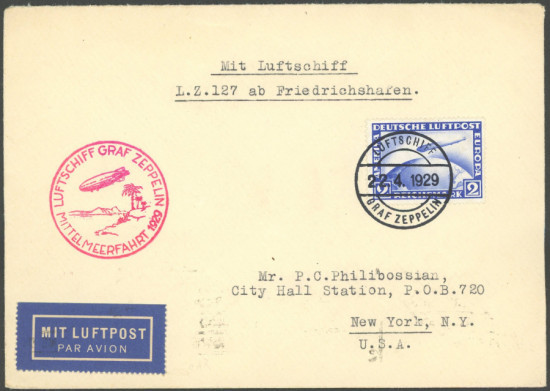 Mit Luftschiff
L.Z.127 ab Friedrichshafen.
LUFTSCHIFF GRAF ZEPPELIN
MITTELMEERFAHRT 1929
DEUTSCHE LUFTPOST
EUROPA
2
REICHSMARK
LUFTSCHIFF
4. 1929
GRAF ZEPPELIN
Mr. P.C.Philibossian,
City Hall Station, P.O.B.720
New York, N.Y.
U.S.A.
MIT LUFTPOST
PAR AVION